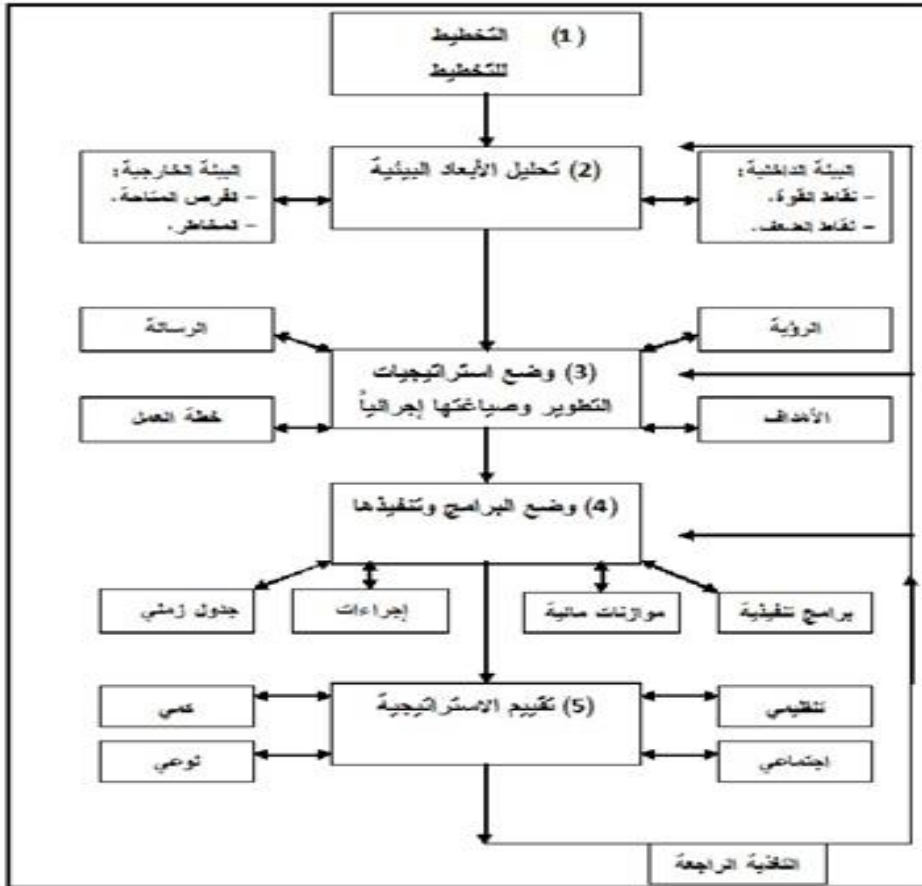 (1) التخطيط
للتخطيط
(2) تحليل الأبعاد البيئية
البيئة الداخلية:
- نقاط القوة.
- نقاط الضعف.
البيئة الخارجية:
- الفرص المتاحة.
- المخاطر.
الرؤية
الرسالة
(3) وضع استراتيجيات
التطوير وصياغتها إجرائياً
الأهداف
خطة العمل
(4) وضع البرامج وتنفيذها
برامج تنفيذية
موازنات مالية
إجراءات
جدول زمني
(5) تقييم الاستراتيجية
تنظيمي
كمي
اجتماعي
نوعي
التغذية الراجعة